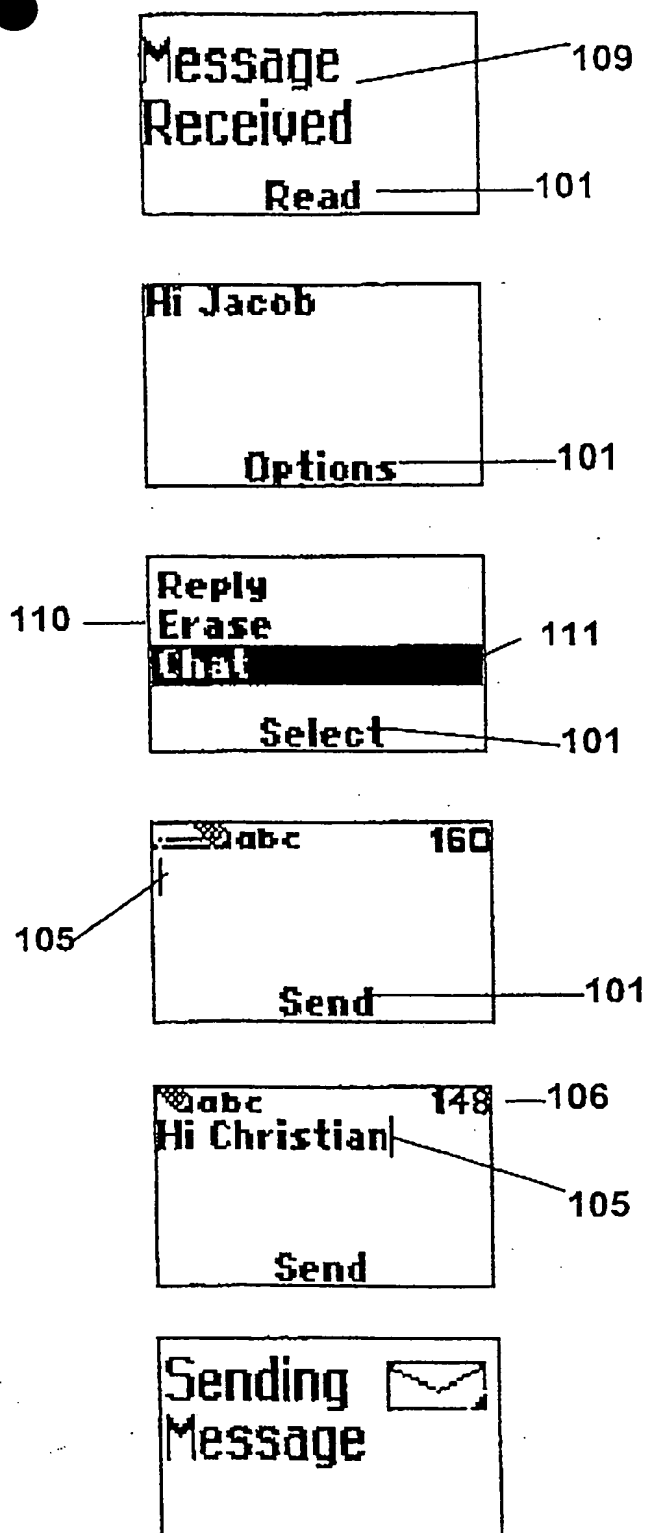 Message
Received
109
Read
101
Hi Jacob
Options
101
Reply
110
Erase
111
Chat
Select
101
abc 160
105
Send
101
abc 148
106
Hi Christian
105
Send
Sending
Message